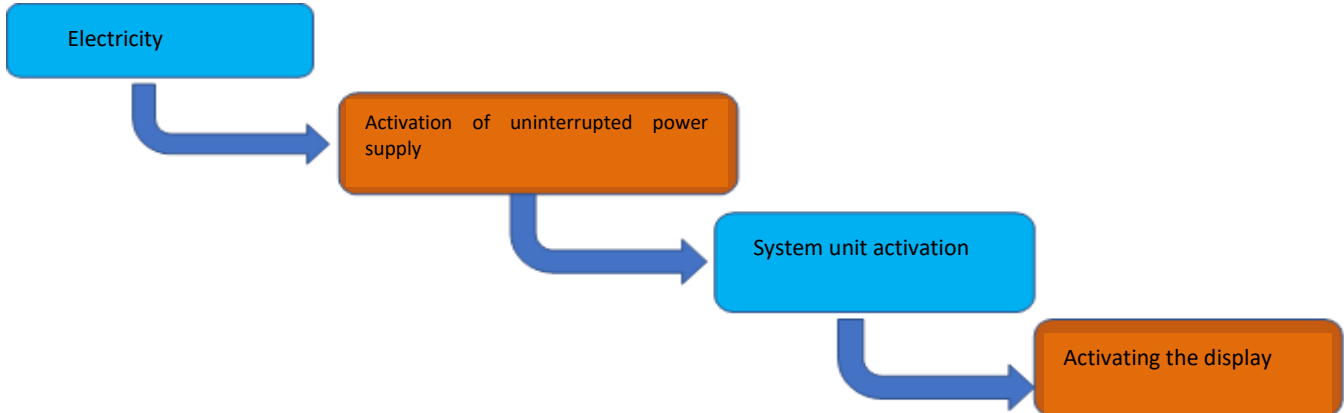 Electricity
Activation of uninterrupted power
supply
System unit activation
Activating the display